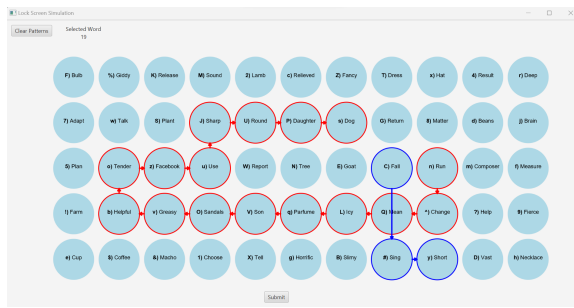 Lock Screen Simulation
Clear Patterns
Selected Word
19
F) Bulb %) Giddy K) Release M) Sound 2) Lamb c) Relieved Z) Fancy T) Dress x) Hat 4) Result r) Deep
7) Adapt w) Talk S) Plant J) Sharp U) Round P) Daughter s) Dog G) Return 8) Matter d) Beans j) Brain
5) Plan o) Tender z) Facebook u) Use W) Report N) Tree E) Goat C) Fall n) Run m) Composer f) Measure
!) Farm b) Helpful v) Greasy O) Sandals V) Son q) Parfume L) Icy Q) Mean ^) Change ?) Help 9) Fierce
e) Cup $) Coffee &) Macho 1) Choose X) Tell g) Horrific B) Slimy #) Sing y) Short D) Vast h) Necklace
Submit